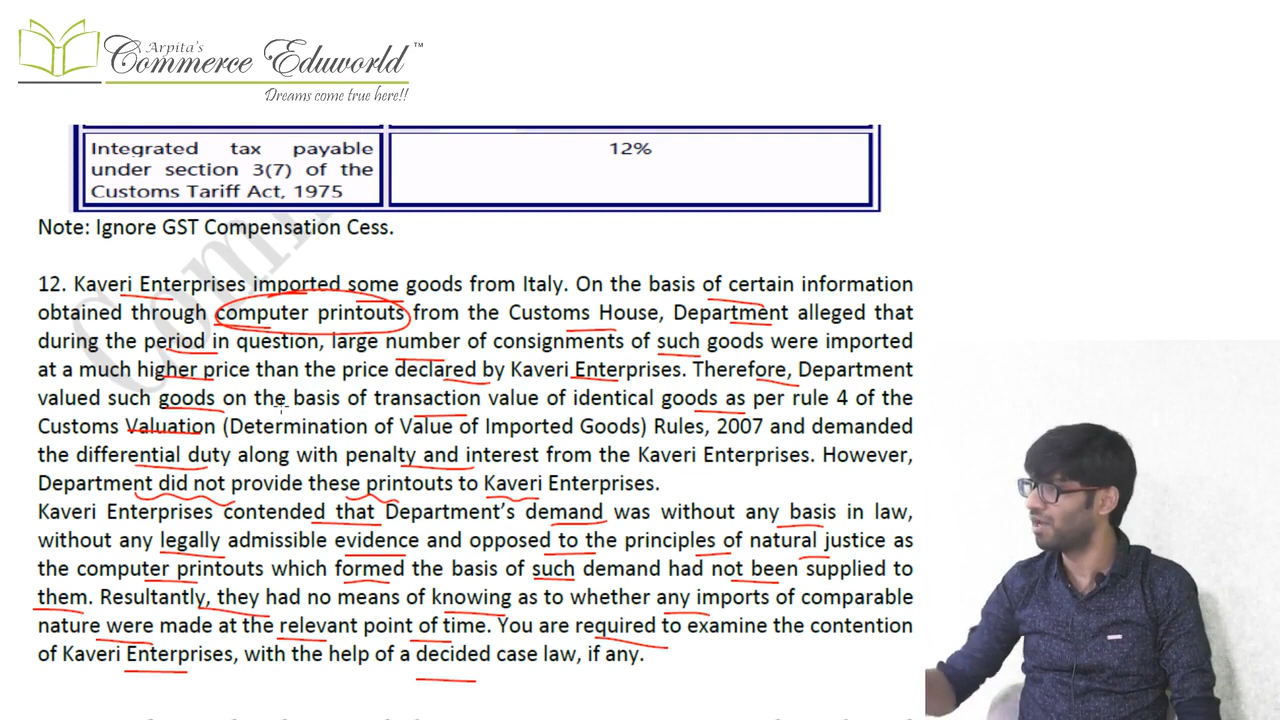 Arpita's
Commerce Eduworld™
Dreams come true here!!
Integrated tax payable 12%
under section 3(7) of the
Customs Tariff Act, 1975
Note: Ignore GST Compensation Cess.
12. Kaveri Enterprises imported some goods from Italy. On the basis of certain information
obtained through computer printouts from the Customs House, Department alleged that
during the period in question, large number of consignments of such goods were imported
at a much higher price than the price declared by Kaveri Enterprises. Therefore, Department
valued such goods on the basis of transaction value of identical goods as per rule 4 of the
Customs Valuation (Determination of Value of Imported Goods) Rules, 2007 and demanded
the differential duty along with penalty and interest from the Kaveri Enterprises. However,
Department did not provide these printouts to Kaveri Enterprises.
Kaveri Enterprises contended that Department's demand was without any basis in law,
without any legally admissible evidence and opposed to the principles of natural justice as
the computer printouts which formed the basis of such demand had not been supplied to
them. Resultantly, they had no means of knowing as to whether any imports of comparable
nature were made at the relevant point of time. You are required to examine the contention
of Kaveri Enterprises, with the help of a decided case law, if any.